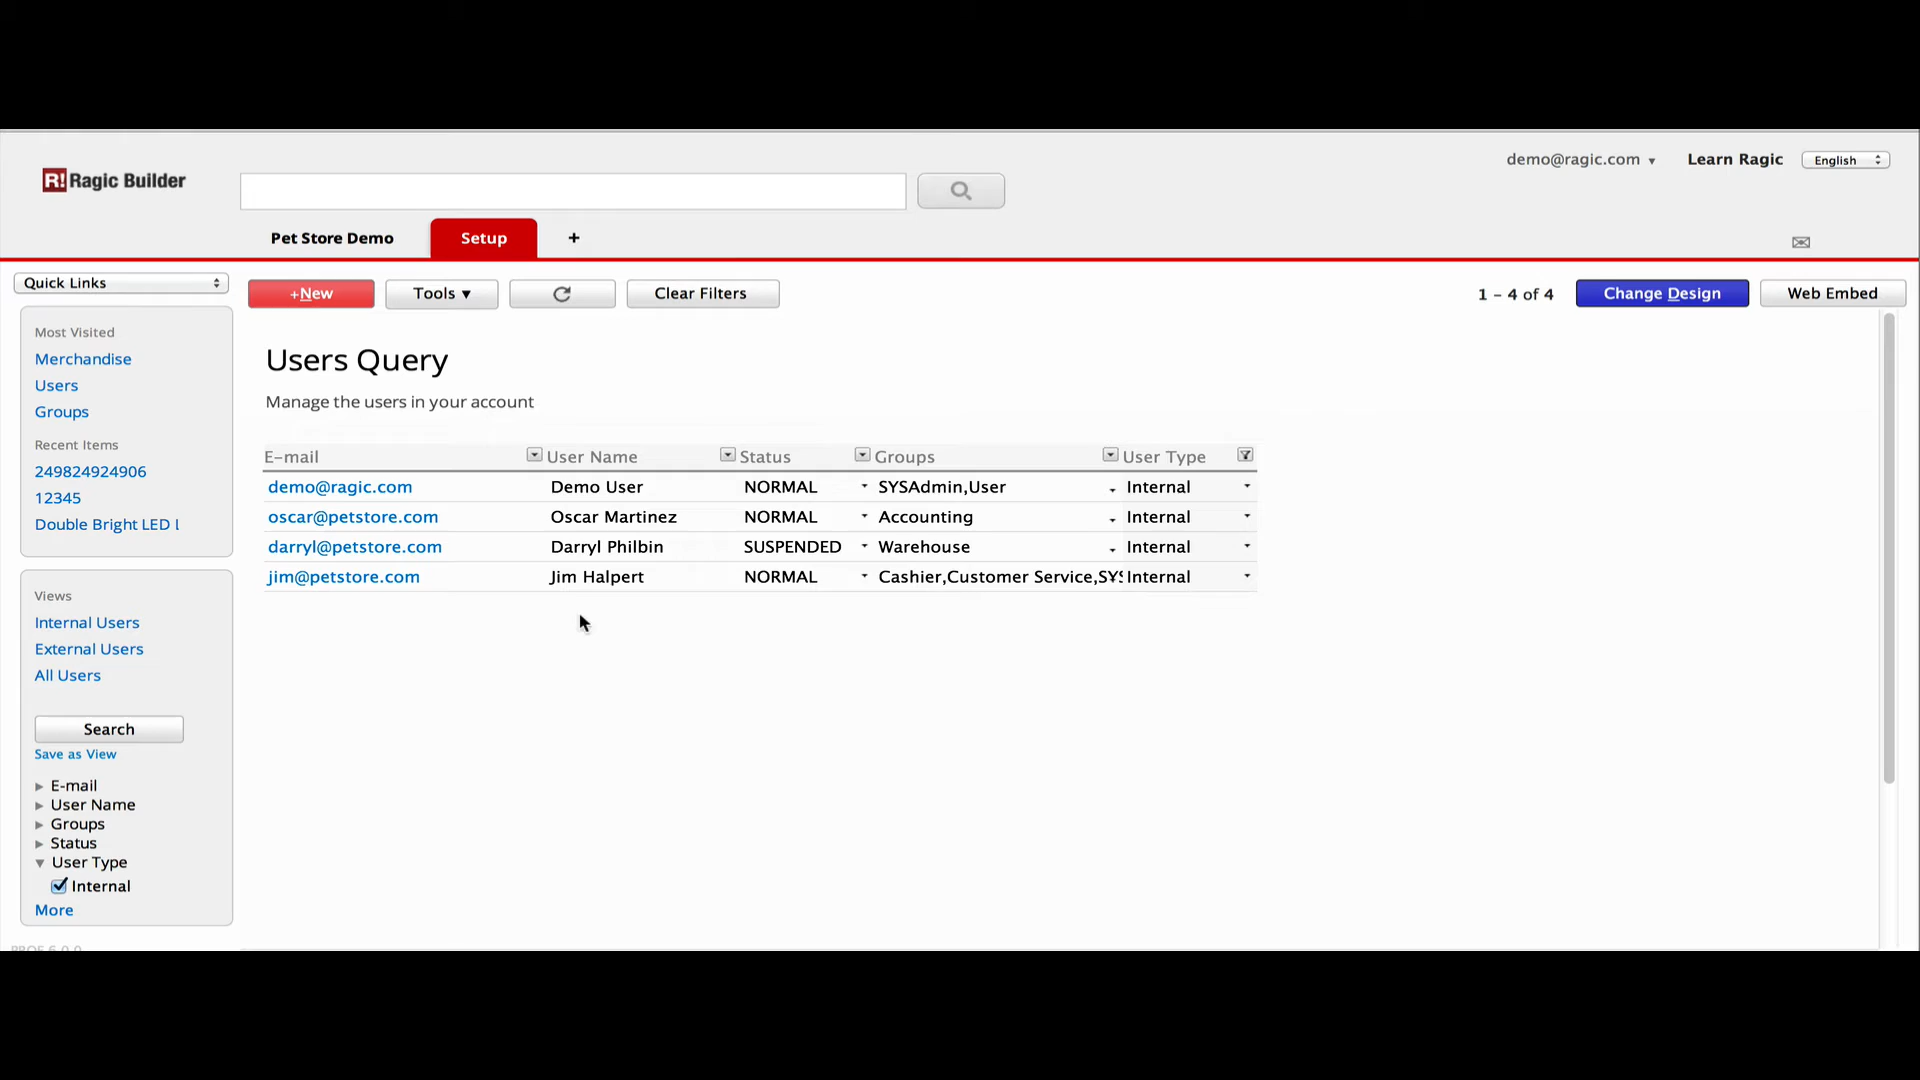 R! Ragic Builder
demo@ragic.com ▼ Learn Ragic English
Pet Store Demo Setup +
Quick Links
+New Tools ▼ Clear Filters 1 – 4 of 4 Change Design Web Embed
Most Visited
Merchandise
Users
Groups
Recent Items
249824924906
12345
Double Bright LED l
Users Query
Manage the users in your account
E-mail User Name Status Groups User Type
demo@ragic.com Demo User NORMAL SYSAdmin,User Internal
oscar@petstore.com Oscar Martinez NORMAL Accounting Internal
darryl@petstore.com Darryl Philbin SUSPENDED Warehouse Internal
jim@petstore.com Jim Halpert NORMAL Cashier,Customer Service,SYS Internal
Views
Internal Users
External Users
All Users
Search
Save as View
E-mail
User Name
Groups
Status
User Type
Internal
More